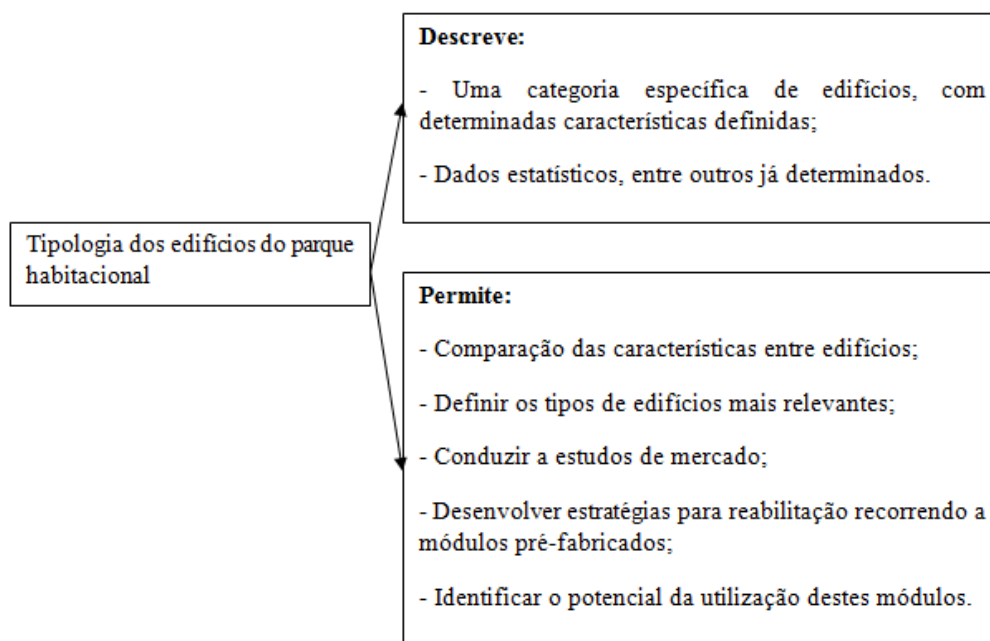 Tipologia dos edifícios do parque
habitacional
Descreve:
- Uma categoria específica de edifícios, com
determinadas características definidas;
- Dados estatísticos, entre outros já determinados.
Permite:
- Comparação das características entre edifícios;
- Definir os tipos de edifícios mais relevantes;
- Conduzir a estudos de mercado;
- Desenvolver estratégias para reabilitação recorrendo a
módulos pré-fabricados;
- Identificar o potencial da utilização destes módulos.